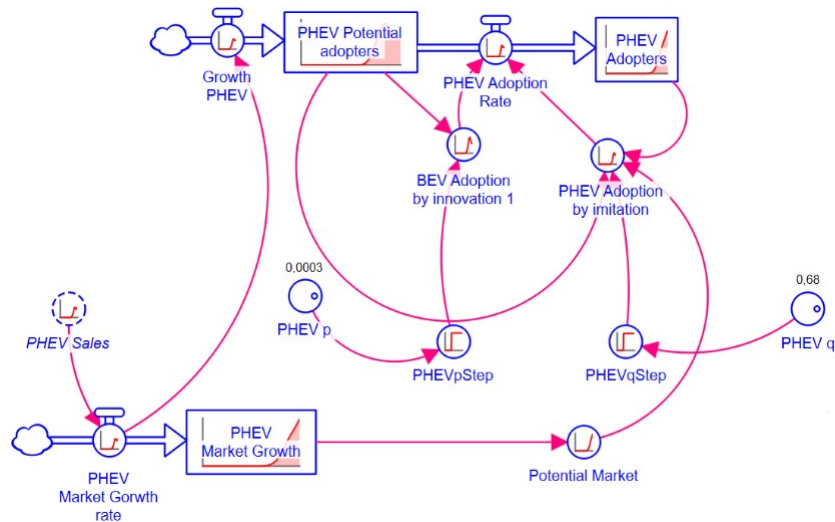 PHEV Potential
adopters
PHEV
Adopters
Growth
PHEV
PHEV Adoption
Rate
BEV Adoption
by innovation 1
PHEV Adoption
by imitation
0,0003
PHEV p
0,68
PHEV q
PHEV Sales
PHEVpStep
PHEVqStep
PHEV
Market Growth
Potential Market
PHEV
Market Gorwth
rate